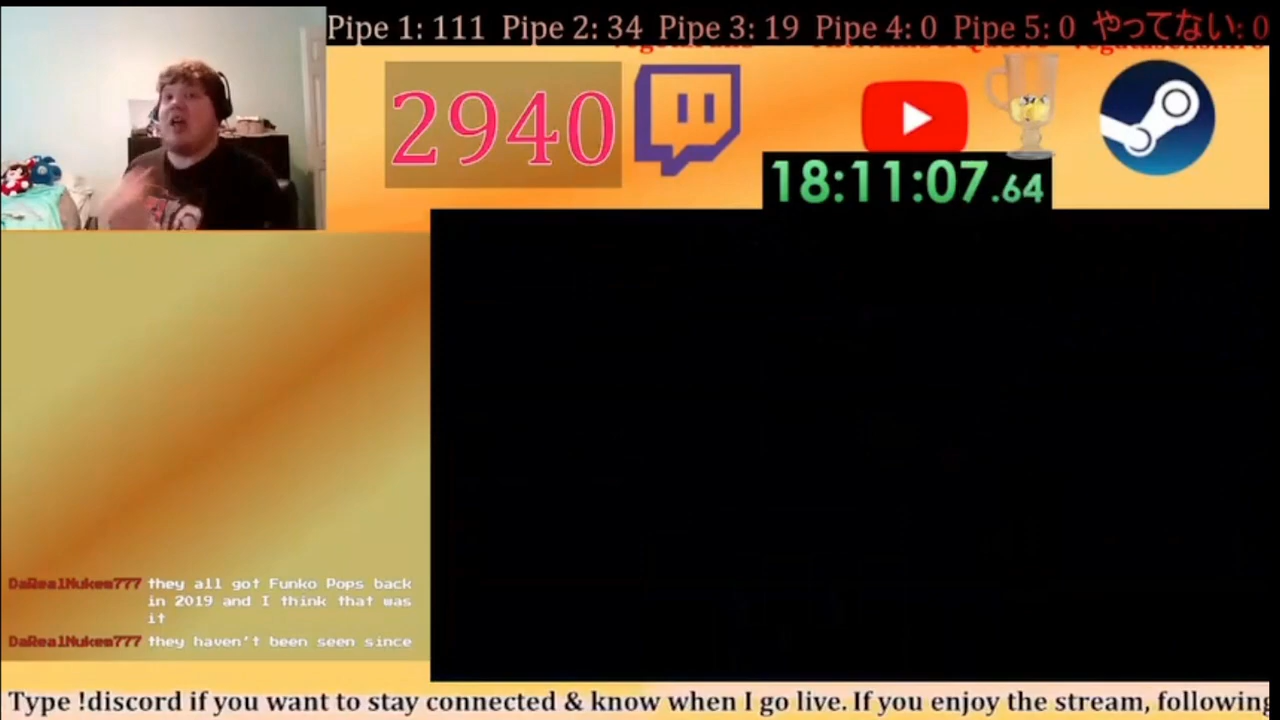 Pipe 1: 111 Pipe 2: 34 Pipe 3: 19 Pipe 4: 0 Pipe 5: 0 やってない: 0
2940
18:11:07.64
DaRealNukem777 they all got Funko Pops back
in 2019 and I think that was
it
DaRealNukem777 they haven't been seen since
Type !discord if you want to stay connected & know when I go live. If you enjoy the stream, following